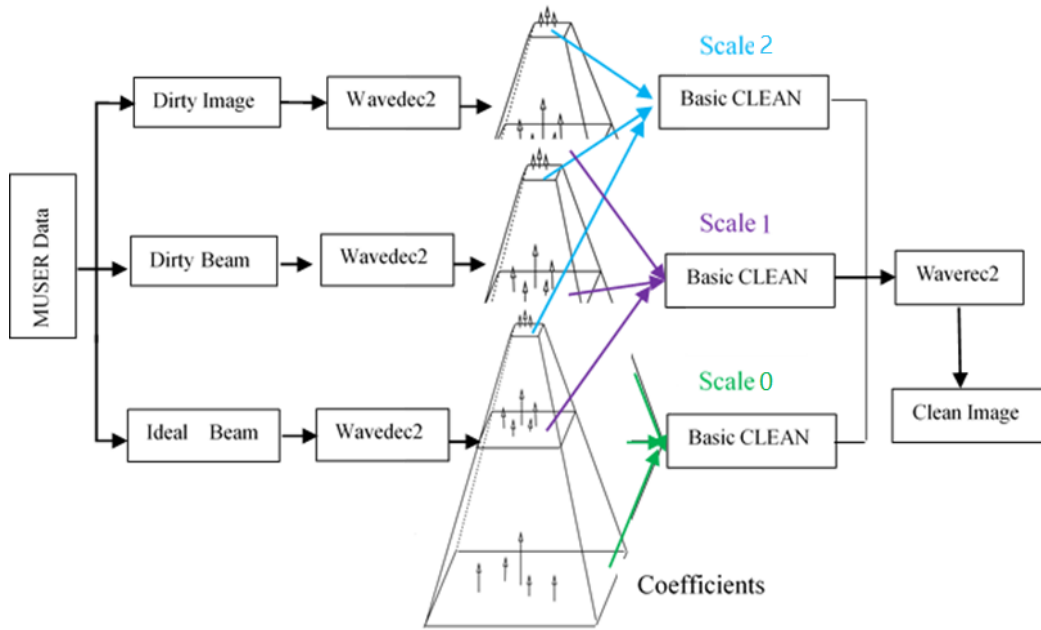 Scale 2
Dirty Image
Wavedec2
Basic CLEAN
MUSER Data
Scale 1
Dirty Beam
Wavedec2
Basic CLEAN
Waverec2
Scale 0
Ideal Beam
Wavedec2
Basic CLEAN
Clean Image
Coefficients